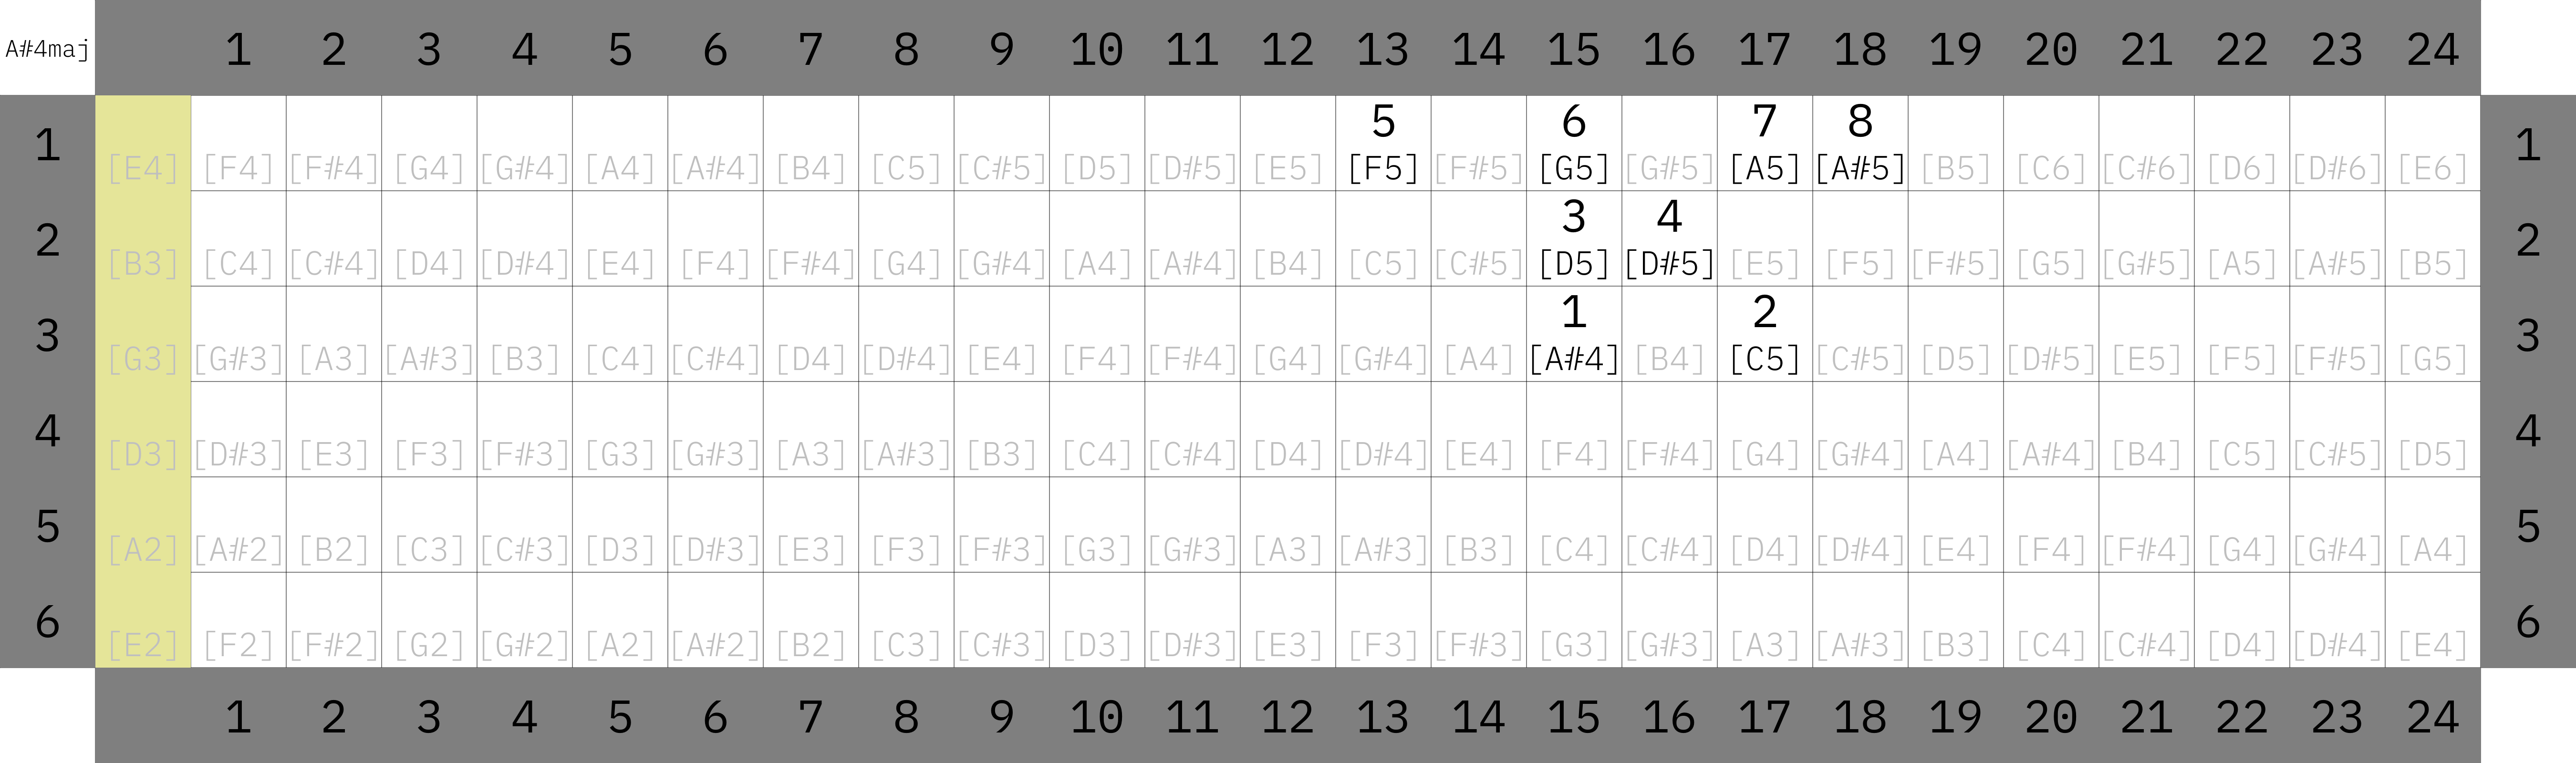 A#4maj 1 2 3 4 5 6 7 8 9 10 11 12 13 14 15 16 17 18 19 20 21 22 23 24
5 6 7 8
1 [E4] [F4] [F#4] [G4] [G#4] [A4] [A#4] [B4] [C5] [C#5] [D5] [D#5] [E5] [F5] [F#5] [G5] [G#5] [A5] [A#5] [B5] [C6] [C#6] [D6] [D#6] [E6] 1
3 4
2 [B3] [C4] [C#4] [D4] [D#4] [E4] [F4] [F#4] [G4] [G#4] [A4] [A#4] [B4] [C5] [C#5] [D5] [D#5] [E5] [F5] [F#5] [G5] [G#5] [A5] [A#5] [B5] 2
1 2
3 [G3] [G#3] [A3] [A#3] [B3] [C4] [C#4] [D4] [D#4] [E4] [F4] [F#4] [G4] [G#4] [A4] [A#4] [B4] [C5] [C#5] [D5] [D#5] [E5] [F5] [F#5] [G5] 3
4 [D3] [D#3] [E3] [F3] [F#3] [G3] [G#3] [A3] [A#3] [B3] [C4] [C#4] [D4] [D#4] [E4] [F4] [F#4] [G4] [G#4] [A4] [A#4] [B4] [C5] [C#5] [D5] 4
5 [A2] [A#2] [B2] [C3] [C#3] [D3] [D#3] [E3] [F3] [F#3] [G3] [G#3] [A3] [A#3] [B3] [C4] [C#4] [D4] [D#4] [E4] [F4] [F#4] [G4] [G#4] [A4] 5
6 [E2] [F2] [F#2] [G2] [G#2] [A2] [A#2] [B2] [C3] [C#3] [D3] [D#3] [E3] [F3] [F#3] [G3] [G#3] [A3] [A#3] [B3] [C4] [C#4] [D4] [D#4] [E4] 6
1 2 3 4 5 6 7 8 9 10 11 12 13 14 15 16 17 18 19 20 21 22 23 24